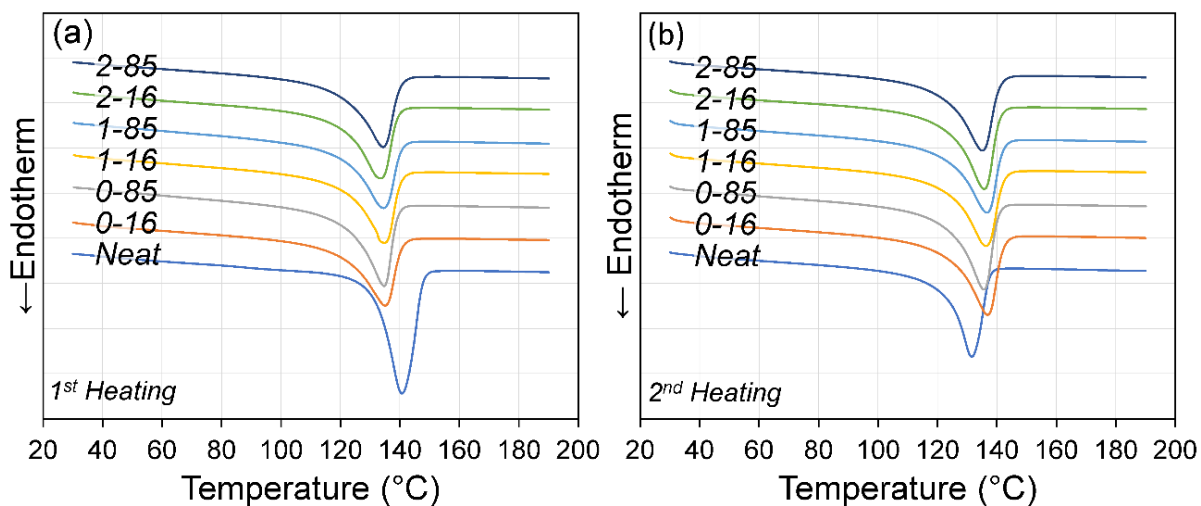 (a)
2-85
2-16
1-85
1-16
0-85
0-16
Neat
←Endotherm
1st Heating
20 40 60 80 100 120 140 160 180 200
Temperature (°C)
(b)
2-85
2-16
1-85
1-16
0-85
0-16
Neat
← Endotherm
2nd Heating
20 40 60 80 100 120 140 160 180 200
Temperature (°C)